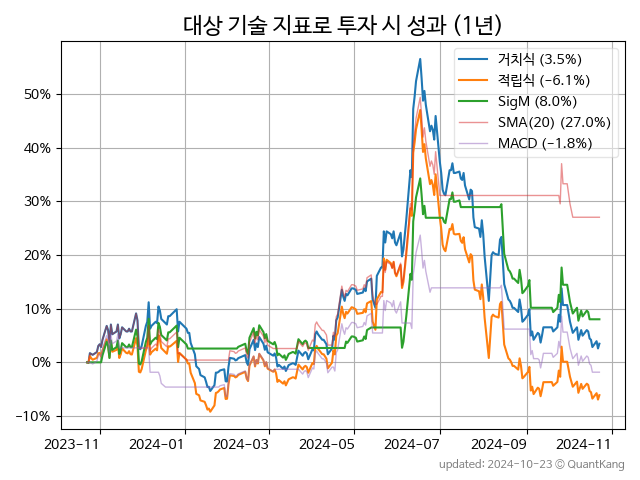 대상 기술 지표로 투자 시 성과 (1년)
거치식 (3.5%)
적립식 (−6.1%)
SigM (8.0%)
SMA(20) (27.0%)
MACD (−1.8%)
50%
40%
30%
20%
10%
0%
−10%
2023-11 2024-01 2024-03 2024-05 2024-07 2024-09 2024-11
updated: 2024-10-23 © QuantKang